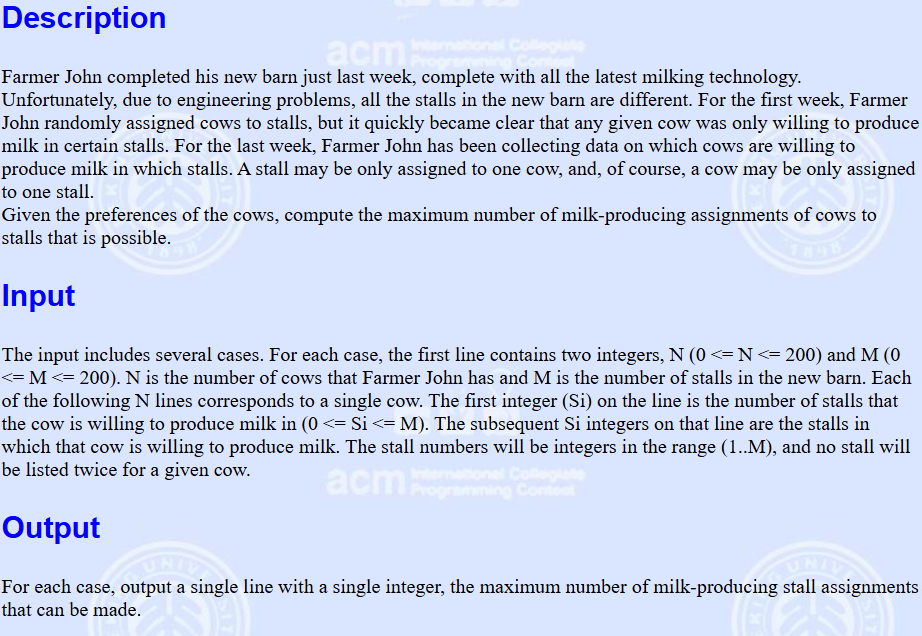 Description
acm International Collegiate
Programming Contest
Farmer John completed his new barn just last week, complete with all the latest milking technology.
Unfortunately, due to engineering problems, all the stalls in the new barn are different. For the first week, Farmer
John randomly assigned cows to stalls, but it quickly became clear that any given cow was only willing to produce
milk in certain stalls. For the last week, Farmer John has been collecting data on which cows are willing to
produce milk in which stalls. A stall may be only assigned to one cow, and, of course, a cow may be only assigned
to one stall.
Given the preferences of the cows, compute the maximum number of milk-producing assignments of cows to
stalls that is possible.
1898
1898
Input
The input includes several cases. For each case, the first line contains two integers, N (0 <= N <= 200) and M (0
<= M <= 200). N is the number of cows that Farmer John has and M is the number of stalls in the new barn. Each
of the following N lines corresponds to a single cow. The first integer (Si) on the line is the number of stalls that
the cow is willing to produce milk in (0 <= Si <= M). The subsequent Si integers on that line are the stalls in
which that cow is willing to produce milk. The stall numbers will be integers in the range (1..M), and no stall will
be listed twice for a given cow.
acm International Collegiate
Programming Contest
Output
For each case, output a single line with a single integer, the maximum number of milk-producing stall assignments
that can be made.